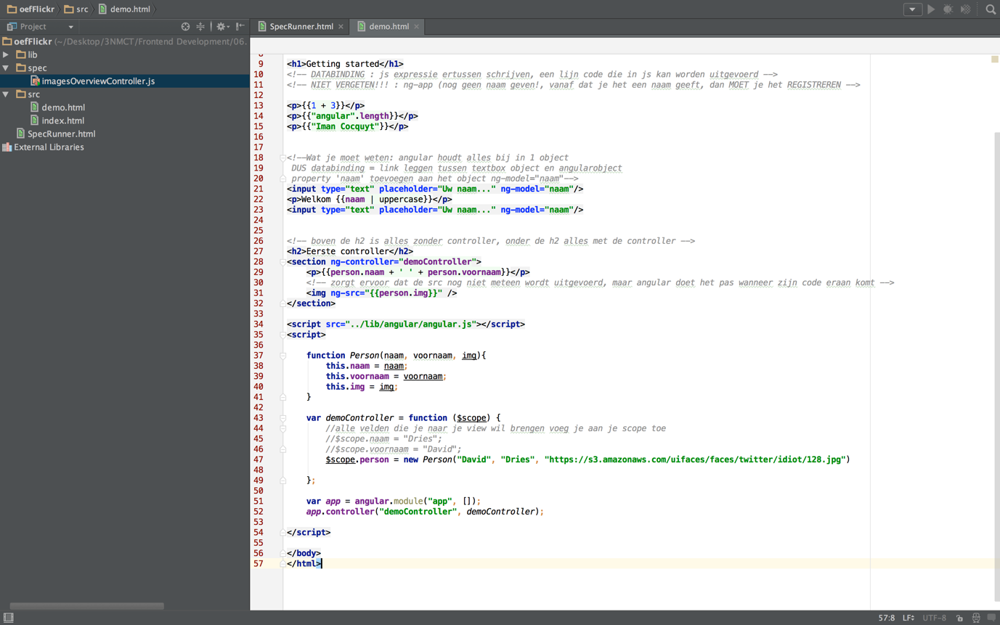 oefFlickr src demo.html
Project
SpecRunner.html demo.html
oefFlickr (~/Desktop/3NMCT/Frontend Development/06.
lib
spec
imagesOverviewController.js
src
demo.html
index.html
SpecRunner.html
External Libraries
9 <h1>Getting started</h1>
10 <!-- DATABINDING : js expressie ertussen schrijven, een lijn code die in js kan worden uitgevoerd -->
11 <!-- NIET VERGETEN!!! : ng-app (nog geen naam geven!, vanaf dat je het een naam geeft, dan MOET je het REGISTREREN -->
12
13 <p>{{1 + 3}}</p>
14 <p>{{"angular".length}}</p>
15 <p>{{"Iman Cocquyt"}}</p>
16
17
18 <!--Wat je moet weten: angular houdt alles bij in 1 object
19 DUS databinding = link leggen tussen textbox object en angularobject
20 property 'naam' toevoegen aan het object ng-model="naam"-->
21 <input type="text" placeholder="Uw naam..." ng-model="naam"/>
22 <p>Welkom {{naam | uppercase}}</p>
23 <input type="text" placeholder="Uw naam..." ng-model="naam"/>
24
25
26 <!-- boven de h2 is alles zonder controller, onder de h2 alles met de controller -->
27 <h2>Eerste controller</h2>
28 <section ng-controller="demoController">
29 <p>{{person.naam + ' ' + person.voornaam}}</p>
30 <!-- zorgt ervoor dat de src nog niet meteen wordt uitgevoerd, maar angular doet het pas wanneer zijn code eraan komt -->
31 <img ng-src="{{person.img}}" />
32 </section>
33
34 <script src="../lib/angular/angular.js"></script>
35 <script>
36
37 function Person(naam, voornaam, img){
38 this.naam = naam;
39 this.voornaam = voornaam;
40 this.img = img;
41 }
42
43 var demoController = function ($scope) {
44 //alle velden die je naar je view wil brengen voeg je aan je scope toe
45 //$scope.naam = "Dries";
46 //$scope.voornaam = "David";
47 $scope.person = new Person("David", "Dries", "https://s3.amazonaws.com/uifaces/faces/twitter/idiot/128.jpg")
48
49 };
50
51 var app = angular.module("app", []);
52 app.controller("demoController", demoController);
53
54 </script>
55
56 </body>
57 </html>
57:8 LF UTF-8